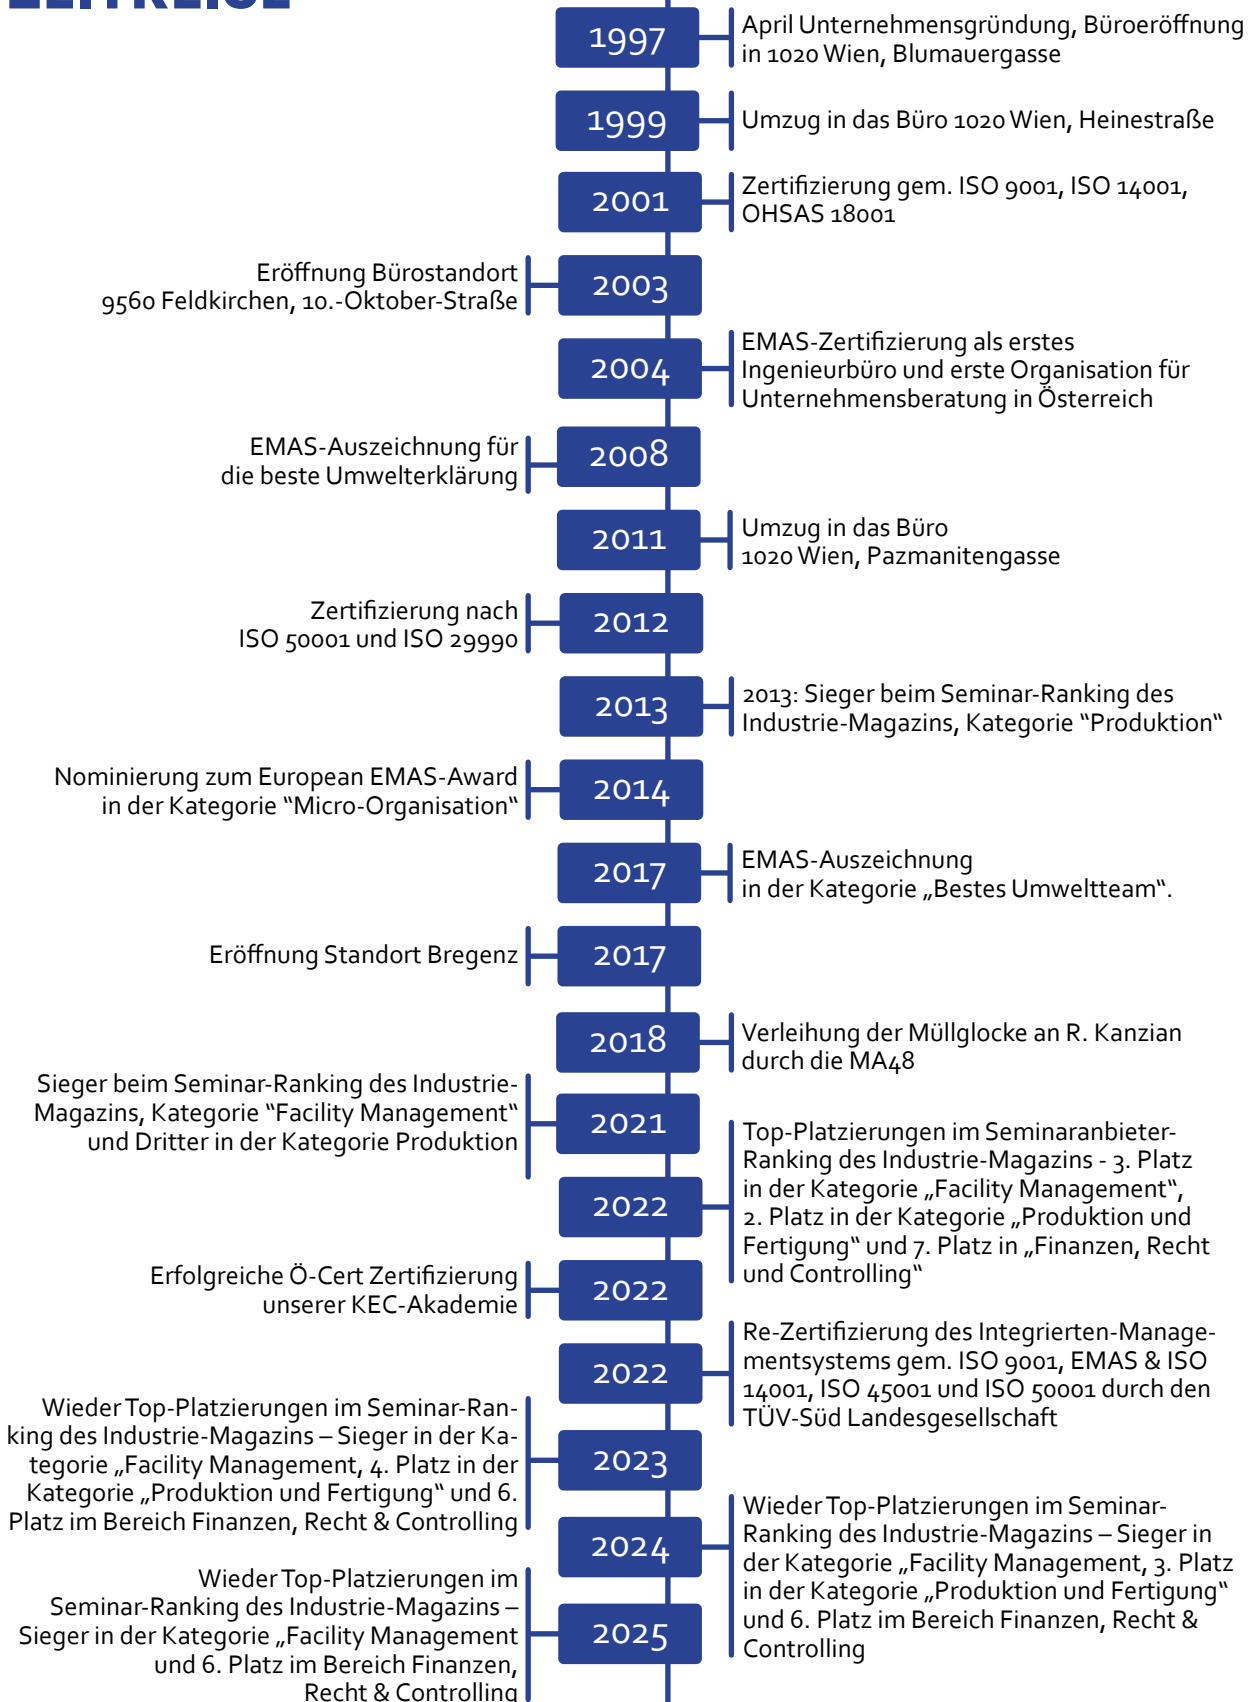 ZEITREISE
1997
April Unternehmensgründung, Büroeröffnung
in 1020 Wien, Blumauergasse
1999
Umzug in das Büro 1020 Wien, Heinestraße
2001
Zertifizierung gem. ISO 9001, ISO 14001,
OHSAS 18001
Eröffnung Bürostandort
9560 Feldkirchen, 10.-Oktober-Straße
2003
2004
EMAS-Zertifizierung als erstes
Ingenieurbüro und erste Organisation für
Unternehmensberatung in Österreich
EMAS-Auszeichnung für
die beste Umwelterklärung
2008
2011
Umzug in das Büro
1020 Wien, Pazmanitengasse
Zertifizierung nach
ISO 50001 und ISO 29990
2012
2013
2013: Sieger beim Seminar-Ranking des
Industrie-Magazins, Kategorie “Produktion“
Nominierung zum European EMAS-Award
in der Kategorie “Micro-Organisation“
2014
2017
EMAS-Auszeichnung
in der Kategorie „Bestes Umweltteam“.
Eröffnung Standort Bregenz
2017
2018
Verleihung der Müllglocke an R. Kanzian
durch die MA48
Sieger beim Seminar-Ranking des Industrie-
Magazins, Kategorie “Facility Management“
und Dritter in der Kategorie Produktion
2021
2022
Top-Platzierungen im Seminaranbieter-
Ranking des Industrie-Magazins - 3. Platz
in der Kategorie „Facility Management“,
2. Platz in der Kategorie „Produktion und
Fertigung“ und 7. Platz in „Finanzen, Recht
und Controlling“
Erfolgreiche Ö-Cert Zertifizierung
unserer KEC-Akademie
2022
2022
Re-Zertifizierung des Integrierten-Manage-
mentsystems gem. ISO 9001, EMAS & ISO
14001, ISO 45001 und ISO 50001 durch den
TÜV-Süd Landesgesellschaft
Wieder Top-Platzierungen im Seminar-Ran-
king des Industrie-Magazins – Sieger in der Ka-
tegorie „Facility Management, 4. Platz in der
Kategorie „Produktion und Fertigung“ und 6.
Platz im Bereich Finanzen, Recht & Controlling
2023
2024
Wieder Top-Platzierungen im Seminar-
Ranking des Industrie-Magazins – Sieger in
der Kategorie „Facility Management, 3. Platz
in der Kategorie „Produktion und Fertigung“
und 6. Platz im Bereich Finanzen, Recht &
Controlling
Wieder Top-Platzierungen im
Seminar-Ranking des Industrie-Magazins –
Sieger in der Kategorie „Facility Management
und 6. Platz im Bereich Finanzen,
Recht & Controlling
2025